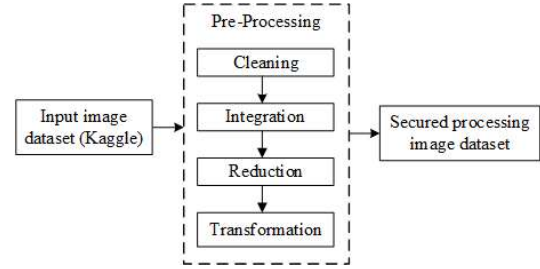 Pre-Processing
Cleaning
Integration
Reduction
Transformation
Input image
dataset (Kaggle)
Secured processing
image dataset